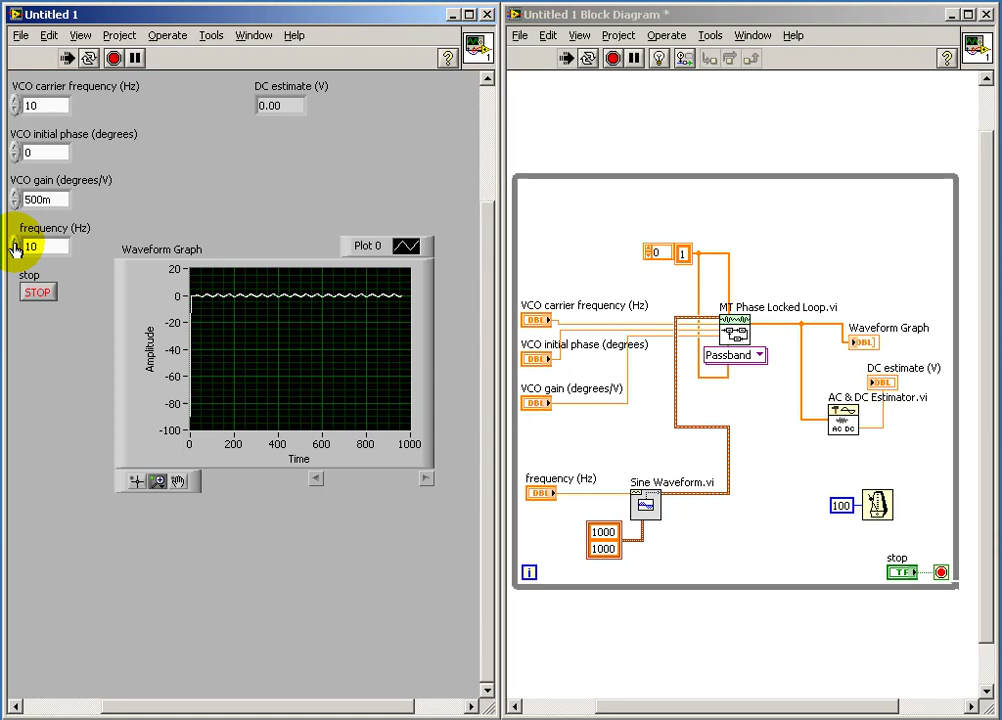 Untitled 1
File Edit View Project Operate Tools Window Help
1
VCO carrier frequency (Hz)
10
DC estimate (V)
0.00
VCO initial phase (degrees)
0
VCO gain (degrees/V)
500m
frequency (Hz)
10
stop
STOP
Waveform Graph
Plot 0
20
0
-20
-40
-60
-80
-100
Amplitude
0 200 400 600 800 1000
Time
Untitled 1 Block Diagram *
File Edit View Project Operate Tools Window Help
1
0 1
VCO carrier frequency (Hz)
DBL
MT Phase Locked Loop.vi
VCO initial phase (degrees)
DBL
Passband
Waveform Graph
DBL
VCO gain (degrees/V)
DBL
DC estimate (V)
DBL
AC & DC Estimator.vi
AC DC
frequency (Hz)
DBL
Sine Waveform.vi
1000
1000
100
stop
TF
i